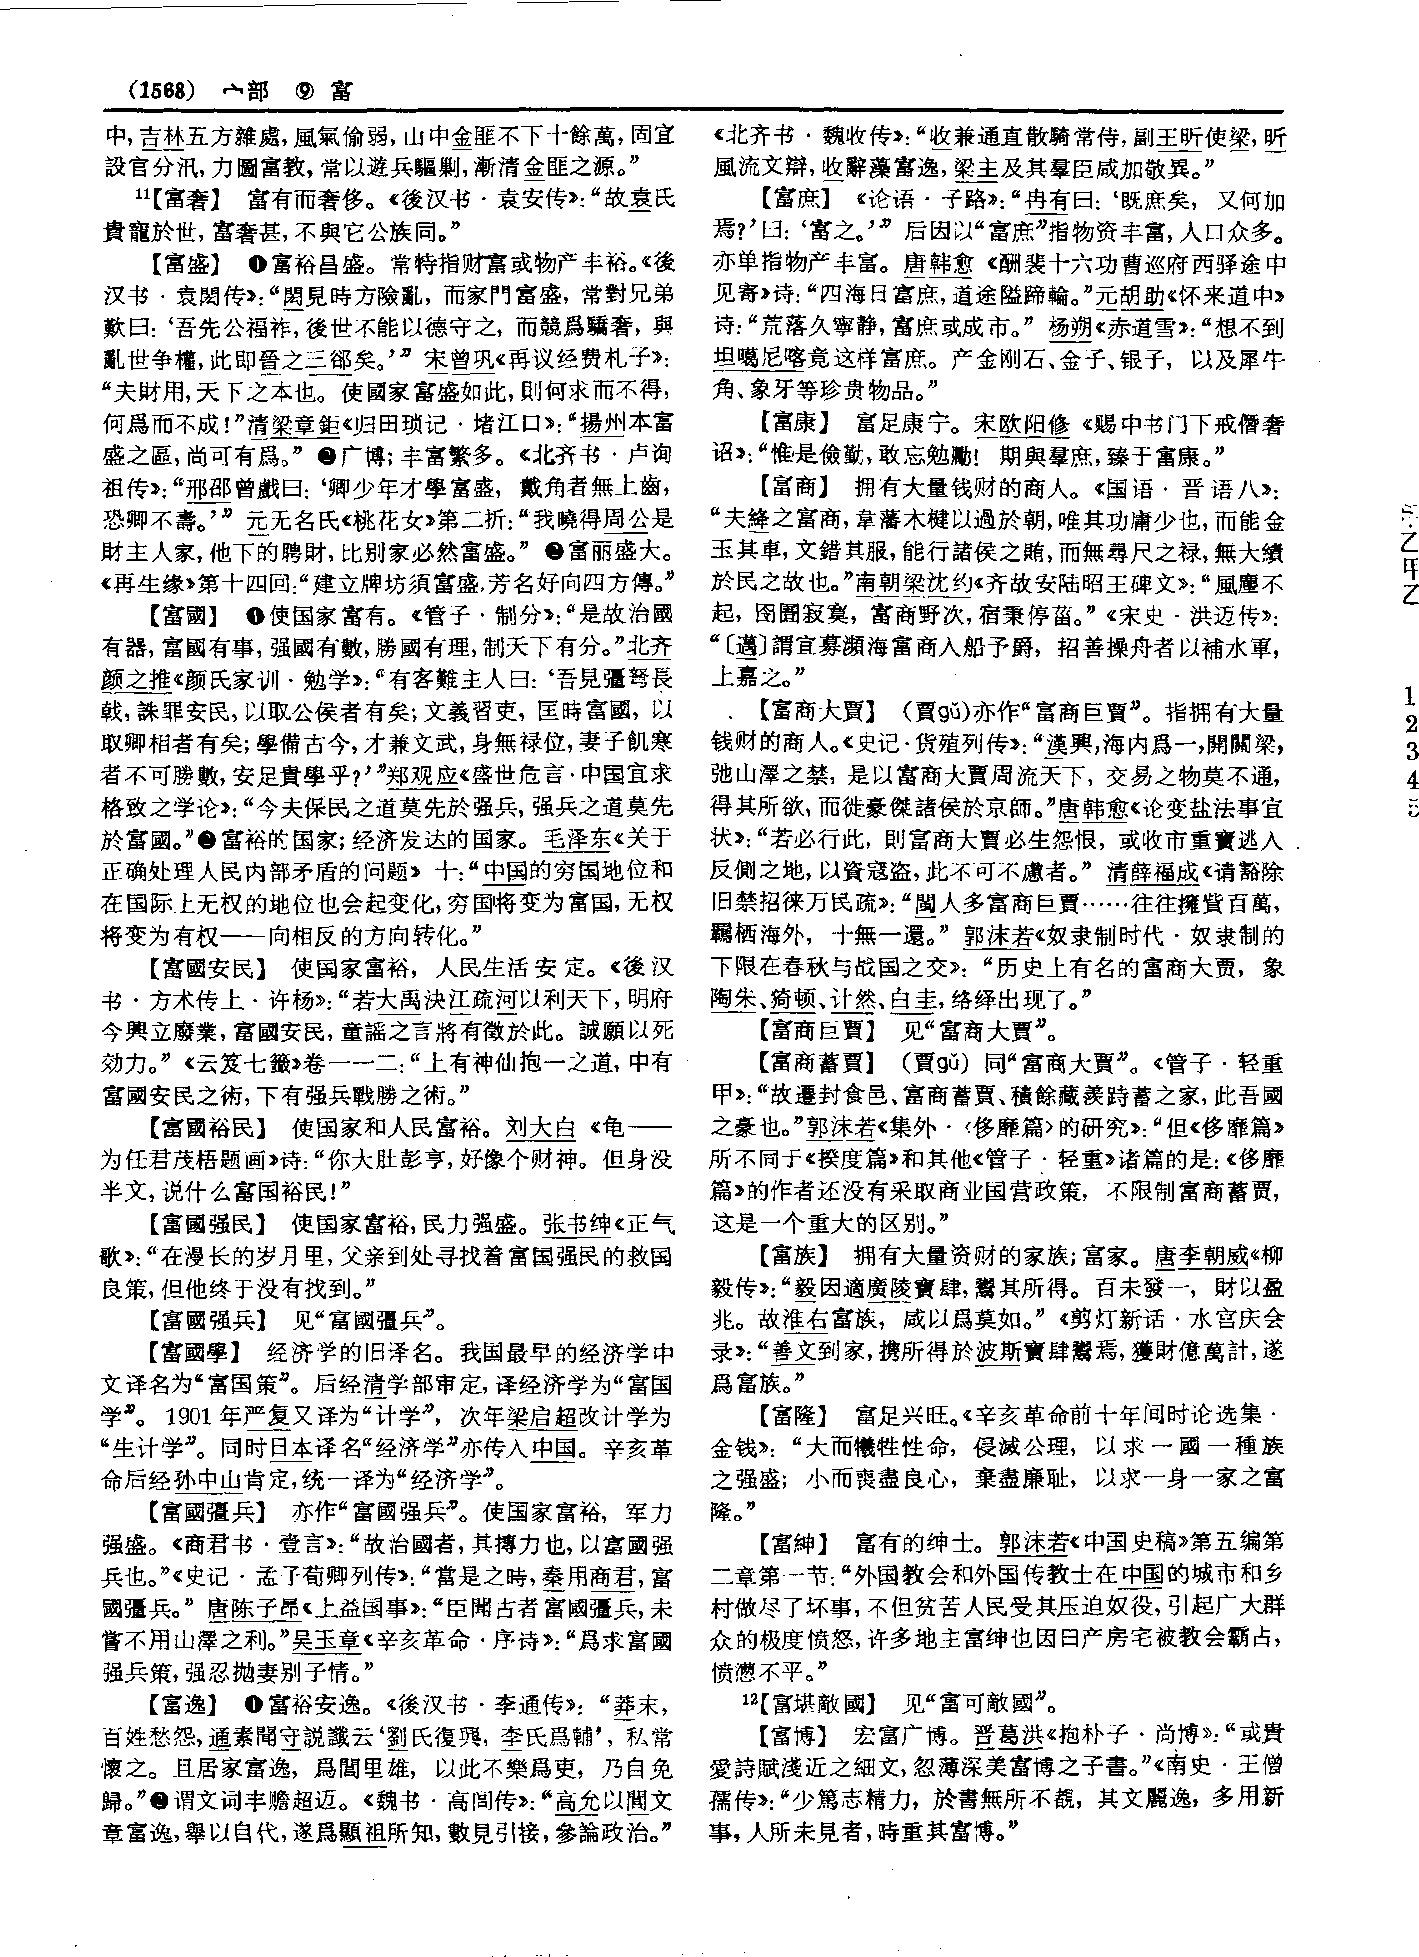 (1568) 宀部 ⑨ 富
中,吉林五方雜處,風氣偷弱,山中金匪不下十餘萬,固宜
設官分汛,力圖富教,常以遊兵驅剿,漸清金匪之源。”
11【富奢】 富有而奢侈。《後汉书·袁安传》:“故袁氏
貴寵於世,富奢甚,不與它公族同。”
【富盛】 ❶富裕昌盛。常特指财富或物产丰裕。《後
汉书·袁閎传》:“閎見時方險亂,而家門富盛,常對兄弟
歎曰:‘吾先公福祚,後世不能以德守之,而競爲驕奢,與
亂世争權,此即晉之三郤矣。’” 宋曾巩《再议经费札子》:
“夫財用,天下之本也。使國家富盛如此,則何求而不得,
何爲而不成!”清梁章鉅《归田琐记·堵江口》:“揚州本富
盛之區,尚可有爲。” ❷广博;丰富繁多。《北齐书·卢询
祖传》:“邢邵曾戲曰:‘卿少年才學富盛,戴角者無上齒,
恐卿不壽。’” 元无名氏《桃花女》第二折:“我曉得周公是
財主人家,他下的聘財,比别家必然富盛。” ❸富丽盛大。
《再生缘》第十四回:“建立牌坊須富盛,芳名好向四方傳。”
【富國】 ❶使国家富有。《管子·制分》:“是故治國
有器,富國有事,强國有數,勝國有理,制天下有分。”北齐
颜之推《颜氏家训·勉学》:“有客難主人曰:‘吾見彊弩長
戟,誅罪安民,以取公侯者有矣;文義習吏,匡時富國,以
取卿相者有矣;學備古今,才兼文武,身無禄位,妻子飢寒
者不可勝數,安足貴學乎?’”郑观应《盛世危言·中国宜求
格致之学论》:“今夫保民之道莫先於强兵,强兵之道莫先
於富國。”❷富裕的国家;经济发达的国家。毛泽东《关于
正确处理人民内部矛盾的问题》十:“中国的穷国地位和
在国际上无权的地位也会起变化,穷国将变为富国,无权
将变为有权——向相反的方向转化。”
【富國安民】 使国家富裕,人民生活安定。《後汉
书·方术传上·许杨》:“若大禹決江疏河以利天下,明府
今興立廢業,富國安民,童謡之言將有徵於此。誠願以死
効力。” 《云笈七籤》卷一一二:“上有神仙抱一之道,中有
富國安民之術,下有强兵戰勝之術。”
【富國裕民】 使国家和人民富裕。刘大白《龟——
为任君茂梧题画》诗:“你大肚彭亨,好像个财神。但身没
半文,说什么富国裕民!”
【富國强民】 使国家富裕,民力强盛。张书绅《正气
歌》:“在漫长的岁月里,父亲到处寻找着富国强民的救国
良策,但他终于没有找到。”
【富國强兵】 见“富國彊兵”。
【富國學】 经济学的旧译名。我国最早的经济学中
文译名为“富国策”。后经清学部审定,译经济学为“富国
学”。1901年严复又译为“计学”,次年梁启超改计学为
“生计学”。同时日本译名“经济学”亦传入中国。辛亥革
命后经孙中山肯定,统一译为“经济学”。
【富國彊兵】 亦作“富國强兵”。使国家富裕,军力
强盛。《商君书·壹言》:“故治國者,其摶力也,以富國强
兵也。”《史记·孟子荀卿列传》:“當是之時,秦用商君,富
國彊兵。” 唐陈子昂《上益国事》:“臣聞古者富國彊兵,未
嘗不用山澤之利。”吴玉章《辛亥革命·序诗》:“爲求富國
强兵策,强忍抛妻别子情。”
【富逸】 ❶富裕安逸。《後汉书·李通传》:“莽末,
百姓愁怨,通素聞守説讖云‘劉氏復興,李氏爲輔’,私常
懷之。且居家富逸,爲閭里雄,以此不樂爲吏,乃自免
歸。”❷谓文词丰赡超迈。《魏书·高闾传》:“高允以閭文
章富逸,舉以自代,遂爲顯祖所知,數見引接,參論政治。”
《北齐书·魏收传》:“收兼通直散騎常侍,副王昕使梁,昕
風流文辯,收辭藻富逸,梁主及其羣臣咸加敬異。”
【富庶】 《论语·子路》:“冉有曰:‘既庶矣,又何加
焉?’曰:‘富之。’” 后因以“富庶”指物资丰富,人口众多。
亦单指物产丰富。唐韩愈《酬裴十六功曹巡府西驿途中
见寄》诗:“四海日富庶,道途隘蹄輪。”元胡助《怀来道中》
诗:“荒落久寧静,富庶或成市。” 杨朔《赤道雪》:“想不到
坦噶尼喀竟这样富庶。产金刚石、金子、银子,以及犀牛
角、象牙等珍贵物品。”
【富康】 富足康宁。宋欧阳修《赐中书门下戒僭奢
诏》:“惟是儉勤,敢忘勉勵!期與羣庶,臻于富康。”
【富商】 拥有大量钱财的商人。《国语·晋语八》:
“夫絳之富商,韋藩木楗以過於朝,唯其功庸少也,而能金
玉其車,文錯其服,能行諸侯之賄,而無尋尺之禄,無大績
於民之故也。”南朝梁沈约《齐故安陆昭王碑文》:“風塵不
起,囹圄寂寞,富商野次,宿秉停菑。” 《宋史·洪迈传》:
“〔邁〕謂宜募瀕海富商入船予爵,招善操舟者以補水軍,
上嘉之。”
【富商大賈】 (賈gǔ)亦作“富商巨賈”。指拥有大量
钱财的商人。《史记·货殖列传》:“漢興,海内爲一,開關梁,
弛山澤之禁,是以富商大賈周流天下,交易之物莫不通,
得其所欲,而徙豪傑諸侯於京師。”唐韩愈《论变盐法事宜
状》:“若必行此,則富商大賈必生怨恨,或收市重寶逃入
反側之地,以資寇盗,此不可不慮者。” 清薛福成《请豁除
旧禁招徕万民疏》:“閩人多富商巨賈……往往擁貲百萬,
羈栖海外,十無一還。” 郭沫若《奴隶制时代·奴隶制的
下限在春秋与战国之交》:“历史上有名的富商大贾,象
陶朱、猗顿、计然、白圭,络绎出现了。”
【富商巨賈】 见“富商大賈”。
【富商蓄賈】 (賈gǔ) 同“富商大賈”。《管子·轻重
甲》:“故遷封食邑、富商蓄賈、積餘藏羨跱蓄之家,此吾國
之豪也。”郭沫若《集外·〈侈靡篇〉的研究》:“但《侈靡篇》
所不同于《揆度篇》和其他《管子·轻重》诸篇的是:《侈靡
篇》的作者还没有采取商业国营政策,不限制富商蓄贾,
这是一个重大的区别。”
【富族】 拥有大量资财的家族;富家。唐李朝威《柳
毅传》:“毅因適廣陵寶肆,鬻其所得。百未發一,財以盈
兆。故淮右富族,咸以爲莫如。” 《剪灯新话·水宫庆会
录》:“善文到家,携所得於波斯寶肆鬻焉,獲財億萬計,遂
爲富族。”
【富隆】 富足兴旺。《辛亥革命前十年间时论选集·
金钱》:“大而犧牲性命,侵滅公理,以求一國一種族
之强盛;小而喪盡良心,棄盡廉耻,以求一身一家之富
隆。”
【富紳】 富有的绅士。郭沫若《中国史稿》第五编第
二章第一节:“外国教会和外国传教士在中国的城市和乡
村做尽了坏事,不但贫苦人民受其压迫奴役,引起广大群
众的极度愤怒,许多地主富绅也因田产房宅被教会霸占,
愤懑不平。”
12【富堪敵國】 见“富可敵國”。
【富博】 宏富广博。晋葛洪《抱朴子·尚博》:“或貴
愛詩賦淺近之細文,忽薄深美富博之子書。”《南史·王僧
孺传》:“少篤志精力,於書無所不覩,其文麗逸,多用新
事,人所未見者,時重其富博。”
乙甲乙
1
2
3
4